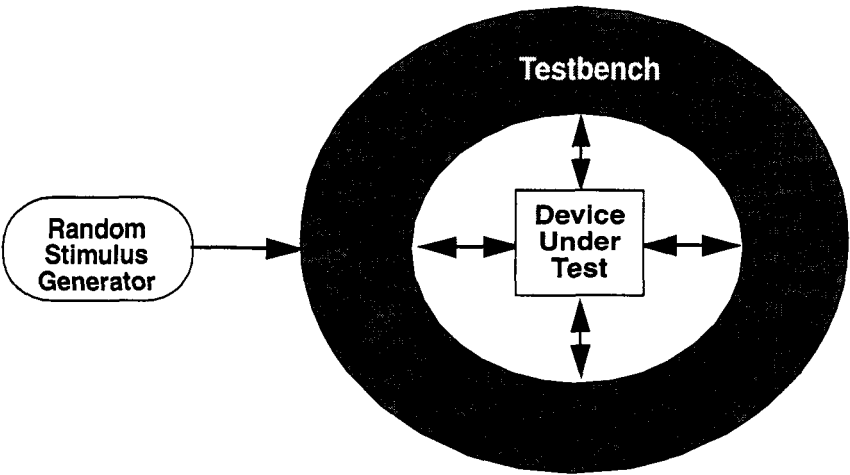 Testbench
Random
Stimulus
Generator
Device
Under
Test